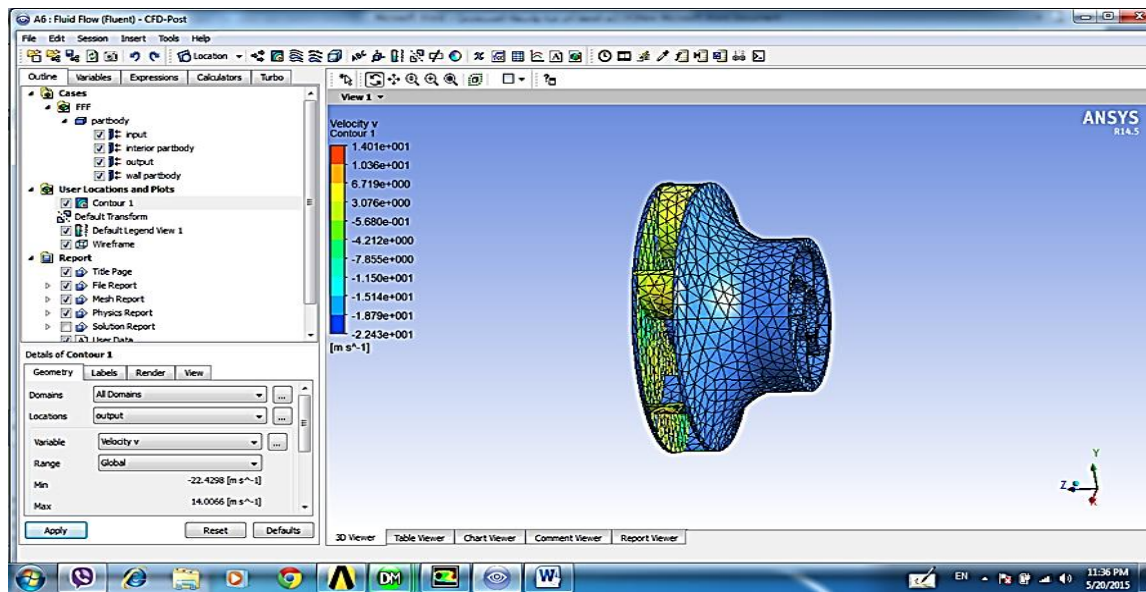 A6 : Fluid Flow (Fluent) - CFD-Post
File Edit Session Insert Tools Help
Location
Outline Variables Expressions Calculators Turbo
Cases
FFF
partbody
input
interior partbody
output
wall partbody
User Locations and Plots
Contour 1
Default Transform
Default Legend View 1
Wireframe
Report
Title Page
File Report
Mesh Report
Physics Report
Solution Report
User Data
Details of Contour 1
Geometry Labels Render View
Domains All Domains ...
Locations output ...
Variable Velocity v ...
Range Global
Min -22.4298 [m s^-1]
Max 14.0066 [m s^-1]
Apply Reset Defaults
View 1
Velocity v
Contour 1
1.401e+001
1.036e+001
6.719e+000
3.076e+000
-5.680e-001
-4.212e+000
-7.855e+000
-1.150e+001
-1.514e+001
-1.879e+001
-2.243e+001
[m s^-1]
ANSYS
R14.5
Y
Z
X
3D Viewer Table Viewer Chart Viewer Comment Viewer Report Viewer
DM
W
EN
11:36 PM
5/20/2015